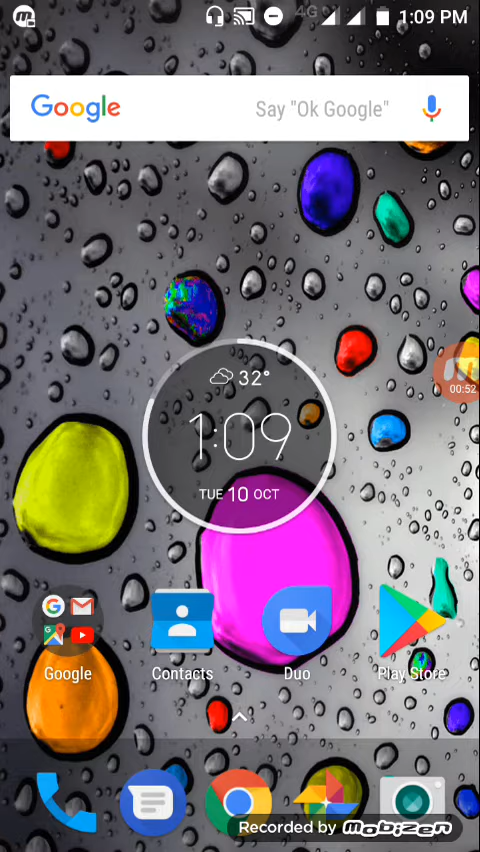 4G 1:09 PM
Google Say "Ok Google"
00:52
32°
1:09
TUE 10 OCT
Google Contacts Duo Play Store
Recorded by Mobizen